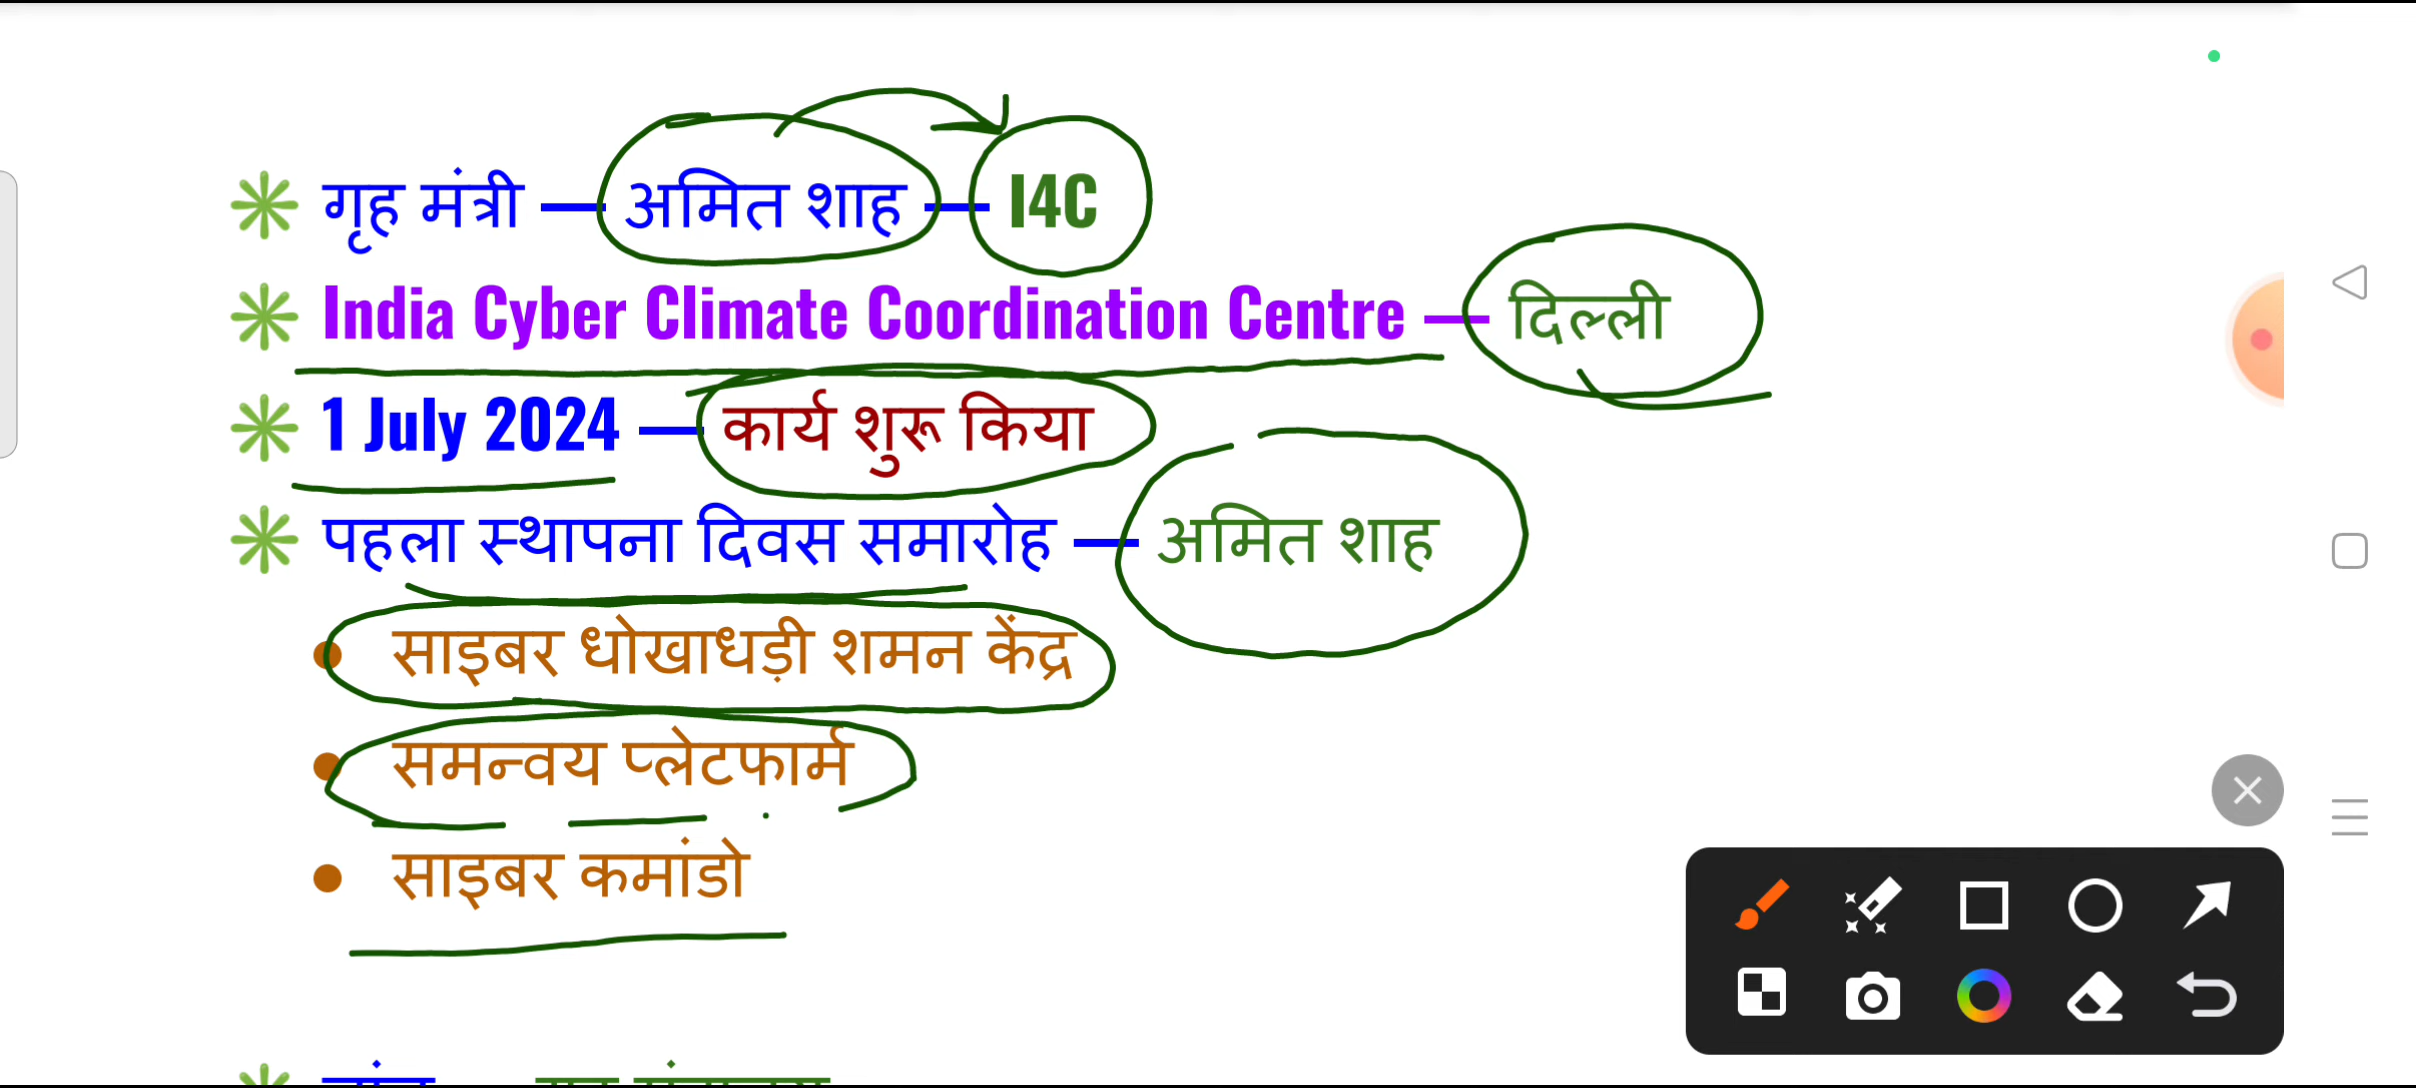 गृह मंत्री — अमित शाह — I4C
India Cyber Climate Coordination Centre — दिल्ली
1 July 2024 — कार्य शुरू किया
पहला स्थापना दिवस समारोह — अमित शाह
साइबर धोखाधड़ी शमन केंद्र
समन्वय प्लेटफार्म
साइबर कमांडो